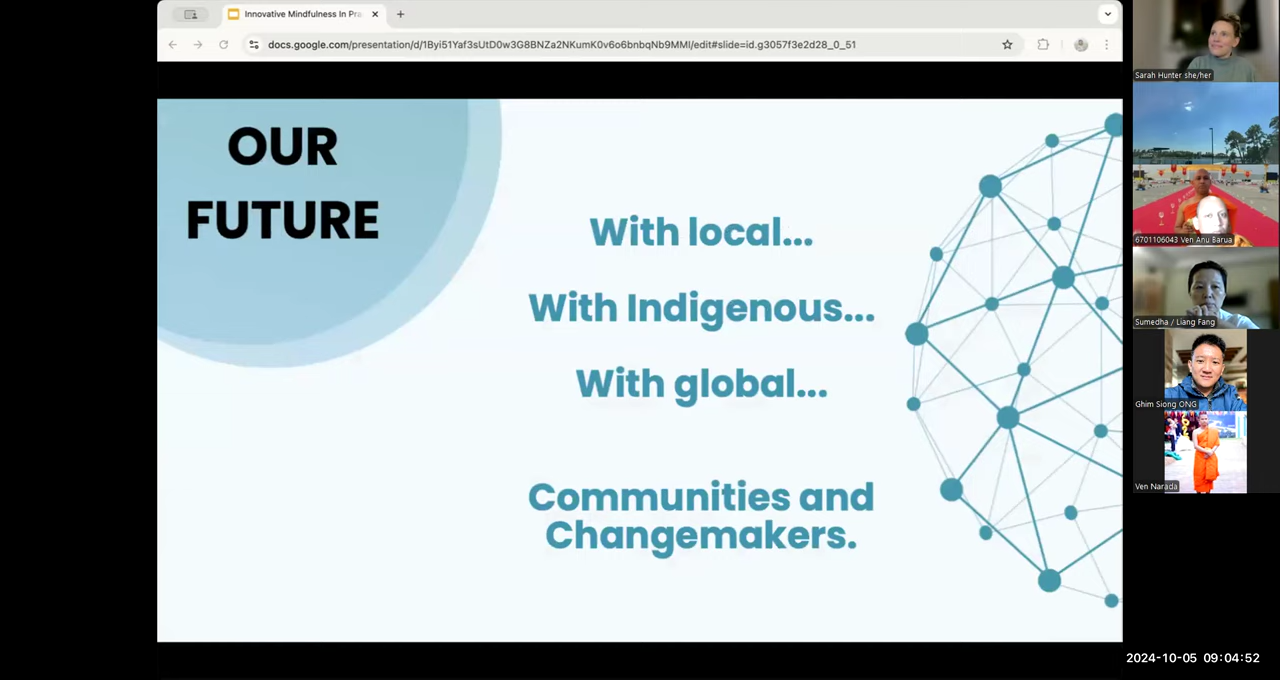 Innovative Mindfulness In Pra
docs.google.com/presentation/d/1Byi51Yaf3sUtD0w3G8BNZa2NKumK0v6o6bnbqNb9MMI/edit#slide=id.g3057f3e2d28_0_51
OUR
FUTURE
With local...
With Indigenous...
With global...
Communities and
Changemakers.
Sarah Hunter she/her
6701106043 Ven Anu Barua
Sumedha / Liang Fang
Ghim Siong ONG
Ven Narada
2024-10-05 09:04:52